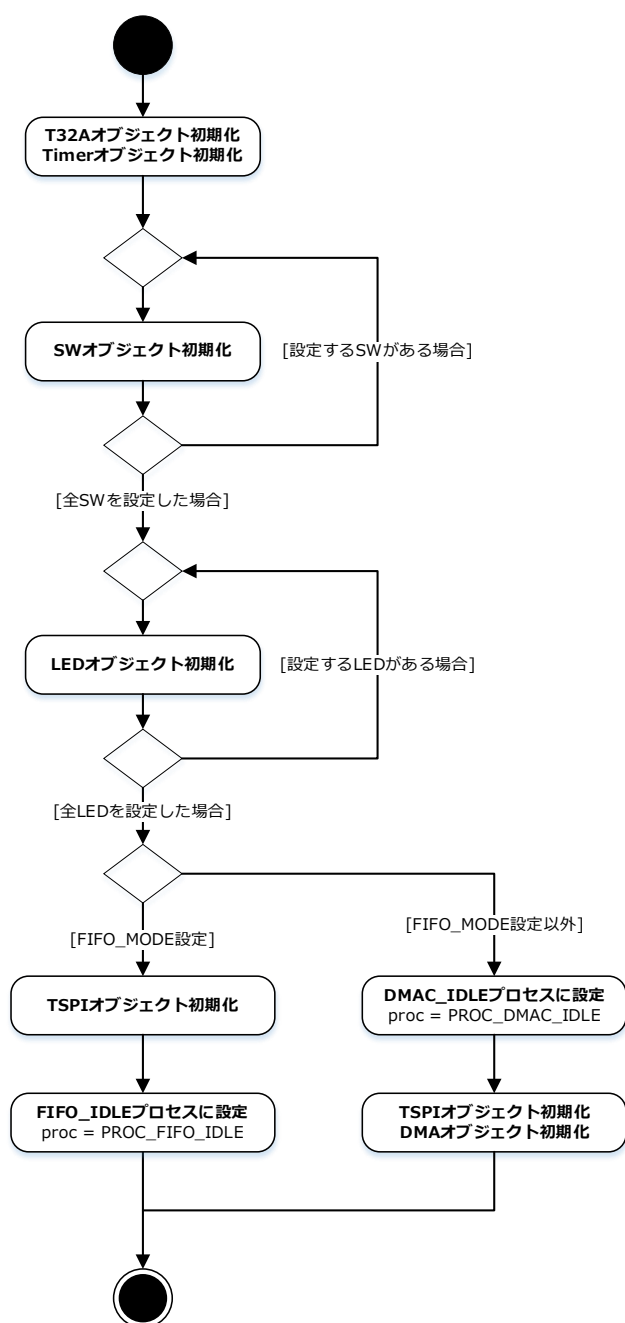 T32Aオブジェクト初期化
Timerオブジェクト初期化
SWオブジェクト初期化
[設定するSWがある場合]
[全SWを設定した場合]
LEDオブジェクト初期化
[設定するLEDがある場合]
[全LEDを設定した場合]
[FIFO_MODE設定]
[FIFO_MODE設定以外]
TSPIオブジェクト初期化
DMAC_IDLEプロセスに設定
proc = PROC_DMAC_IDLE
FIFO_IDLEプロセスに設定
proc = PROC_FIFO_IDLE
TSPIオブジェクト初期化
DMAオブジェクト初期化